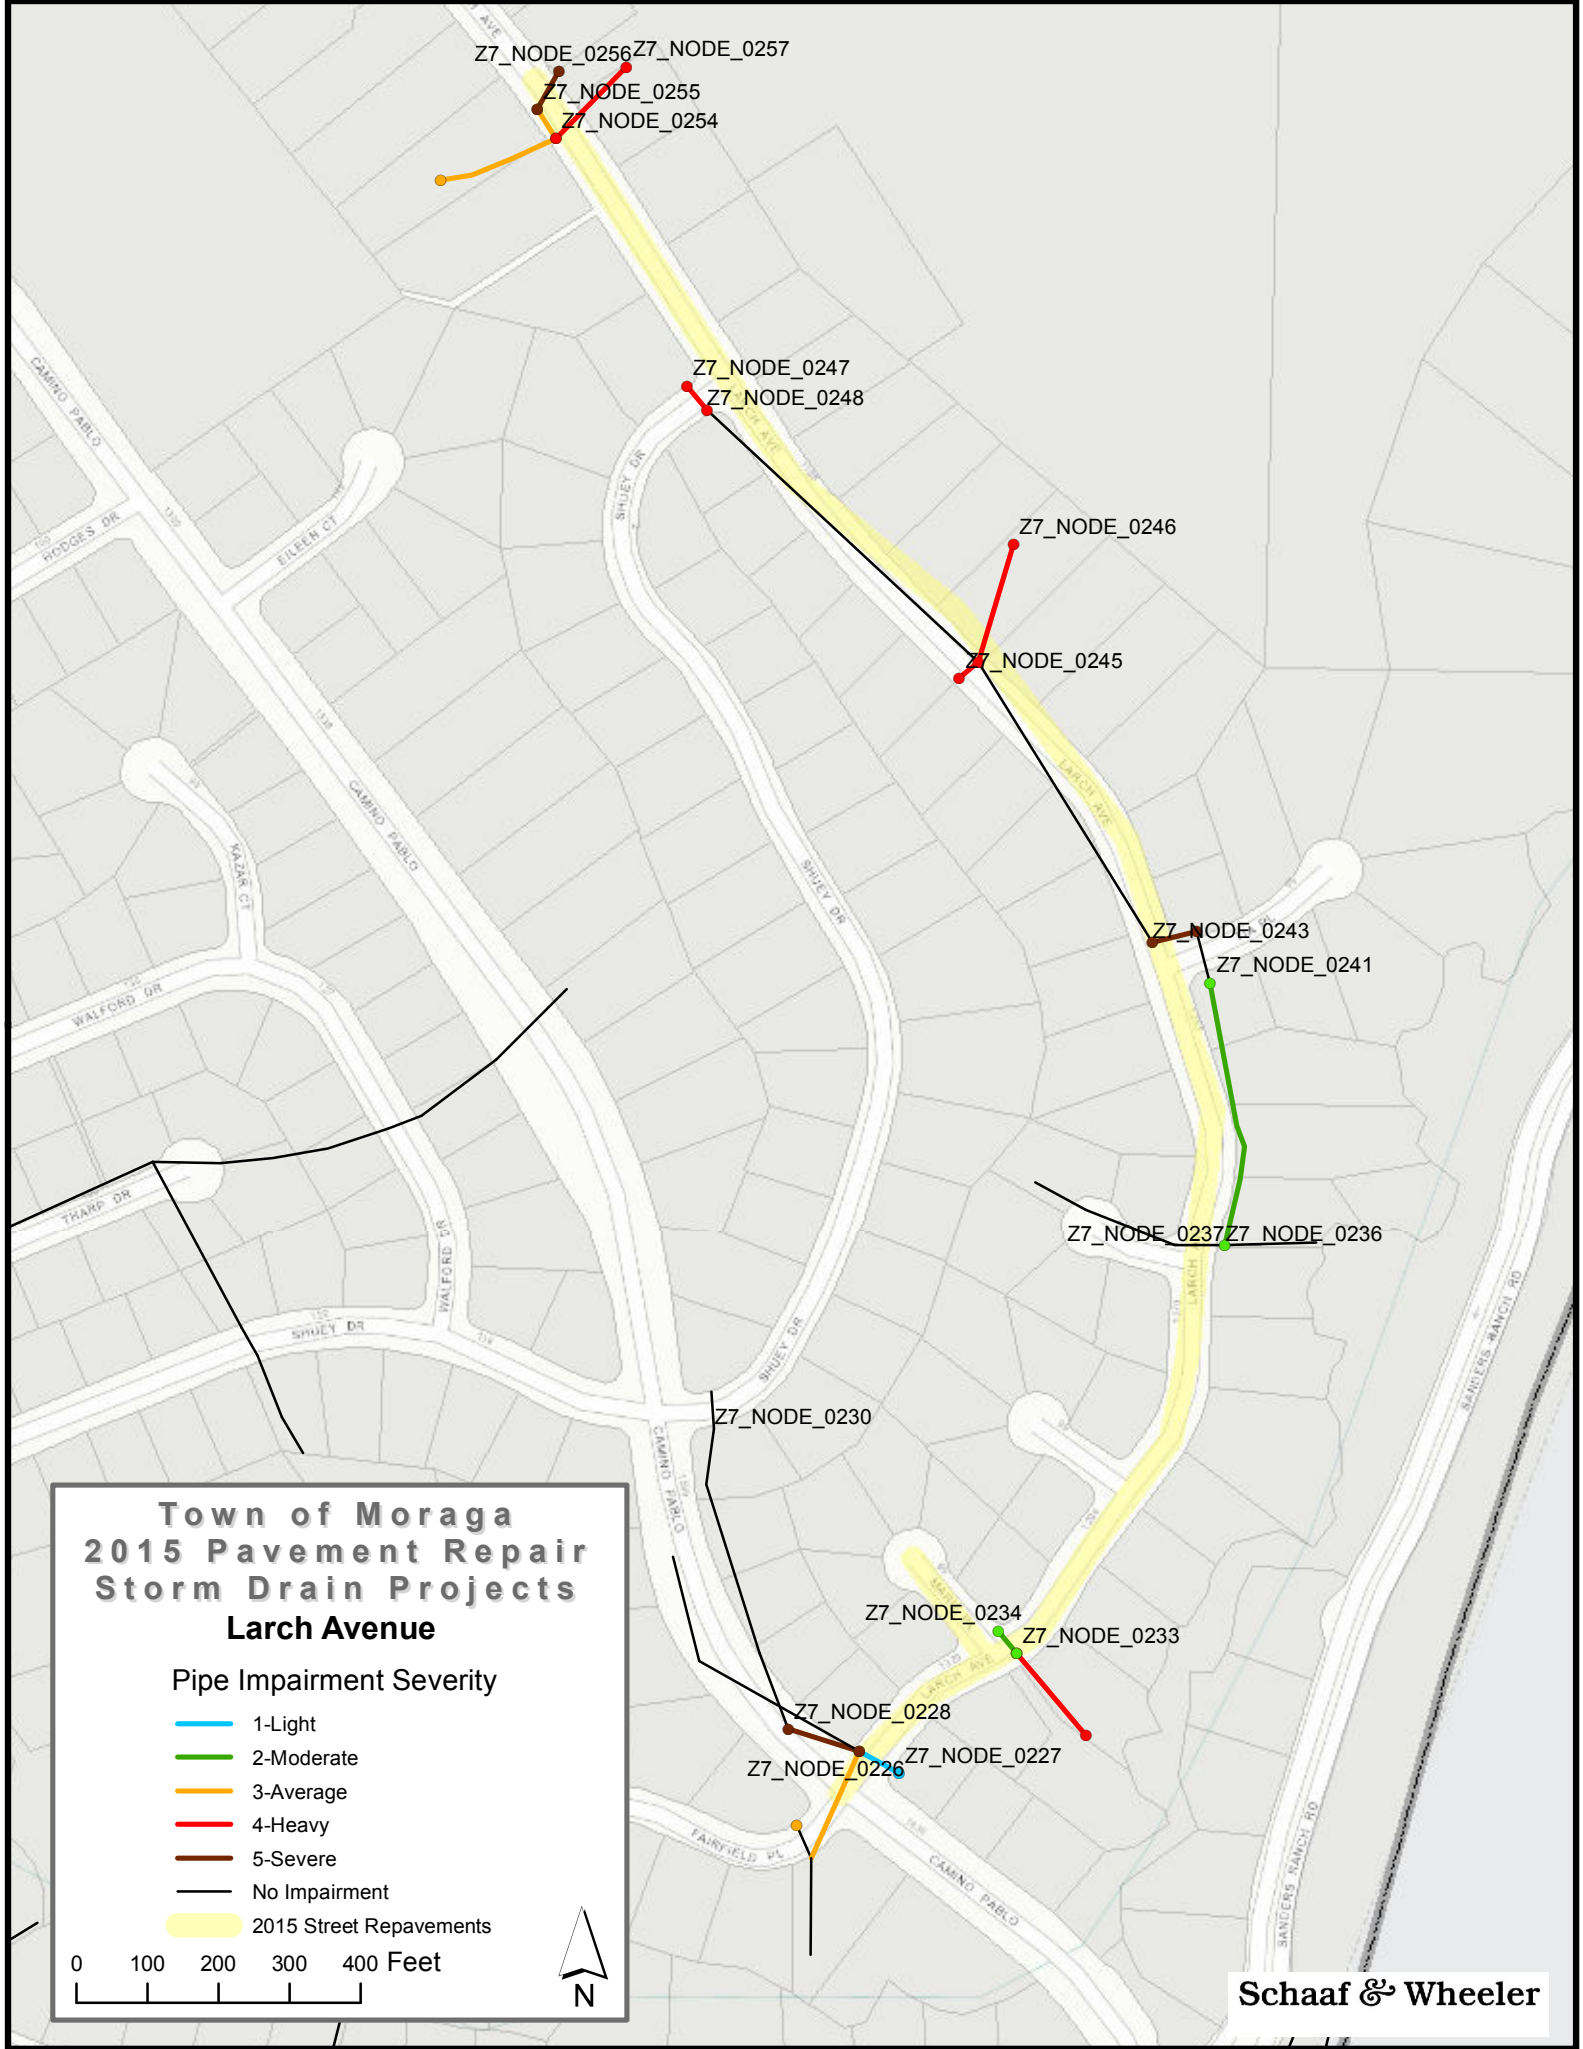 AVE
Z7_NODE_0256
Z7_NODE_0257
Z7_NODE_0255
Z7_NODE_0254
CAMINO PABLO
Z7_NODE_0247
Z7_NODE_0248
LARCH AVE
SHUEY DR
HODGES DR
EILEEN CT
Z7_NODE_0246
Z7_NODE_0245
LARCH AVE
CAMINO PABLO
KAZAR CT
SHUEY DR
PL
Z7_NODE_0243
Z7_NODE_0241
WALFORD DR
THARP DR
WALFORD DR
Z7_NODE_0237
Z7_NODE_0236
LARCH
SHUEY DR
SHUEY DR
SANDERS RANCH RD
Z7_NODE_0230
CAMINO PABLO
Z7_NODE_0234
Z7_NODE_0233
LARCH AVE
Z7_NODE_0228
Z7_NODE_0227
Z7_NODE_0226
FAIRFIELD PL
CAMINO PABLO
SANDERS RANCH RD
Town of Moraga
2015 Pavement Repair
Storm Drain Projects
Larch Avenue
Pipe Impairment Severity
1-Light
2-Moderate
3-Average
4-Heavy
5-Severe
No Impairment
2015 Street Repavements
0 100 200 300 400 Feet
N
Schaaf & Wheeler